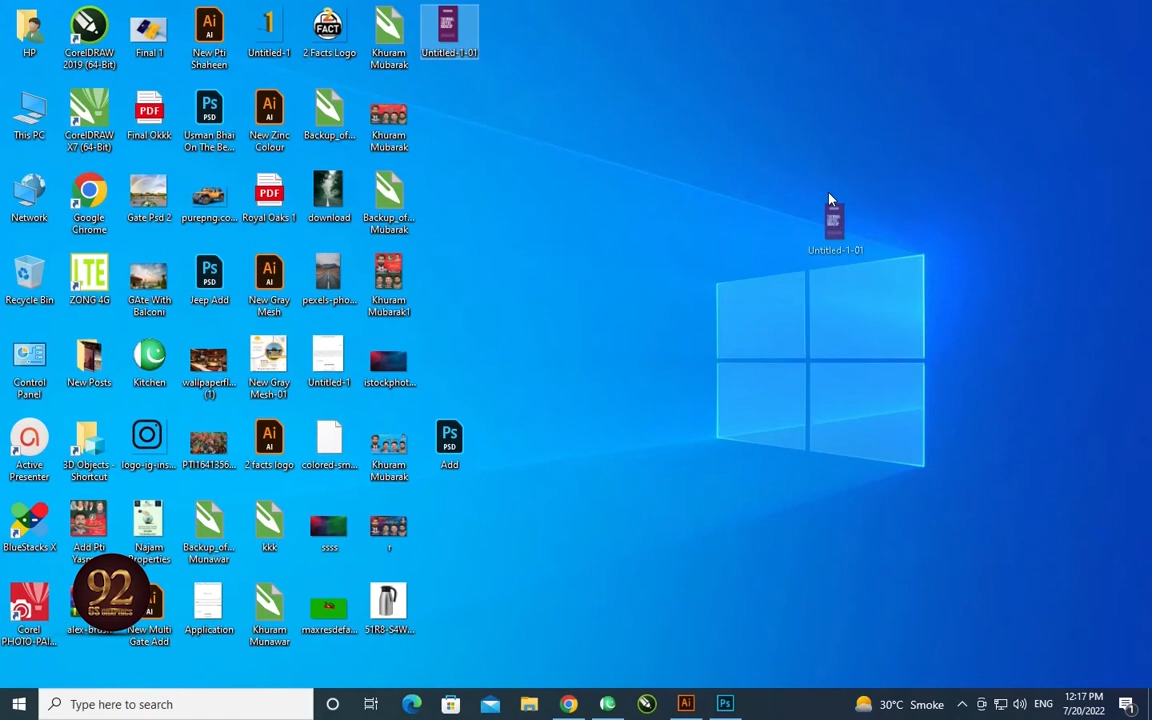 HP
CorelDRAW 2019 (64-Bit)
Final 1
New Pti Shaheen
Untitled-1
2 Facts Logo
Khuram Mubarak
Untitled-1-01
This PC
CorelDRAW X7 (64-Bit)
Final Okkk
Usman Bhai On The Be...
New Zinc Colour
Backup_of...
Khuram Mubarak
Untitled-1-01
Network
Google Chrome
Gate Psd 2
purepng.co...
Royal Oaks 1
download
Backup_of... Mubarak
Recycle Bin
ZONG 4G
GAte With Balconi
Jeep Add
New Gray Mesh
pexels-pho...
Khuram Mubarak1
Control Panel
New Posts
Kitchen
wallpaperfl... (1)
New Gray Mesh-01
Untitled-1
istockphot...
Active Presenter
3D Objects - Shortcut
logo-ig-ins...
PTI1641356...
2 facts logo
colored-sm...
Khuram Mubarak
Add
BlueStacks X
Add Pti
Najam Properties
Backup_of... Munawar
kkk
ssss
r
92
GS GRAPHICS
Corel PHOTO-PAI...
New Multi Gate Add
Application
Khuram Munawar
maxresdefa...
51R8-S4W...
Type here to search
30°C Smoke
ENG
12:17 PM
7/20/2022